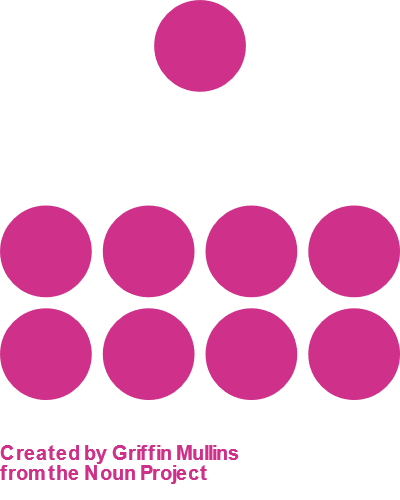 Created by Griffin Mullins
from the Noun Project